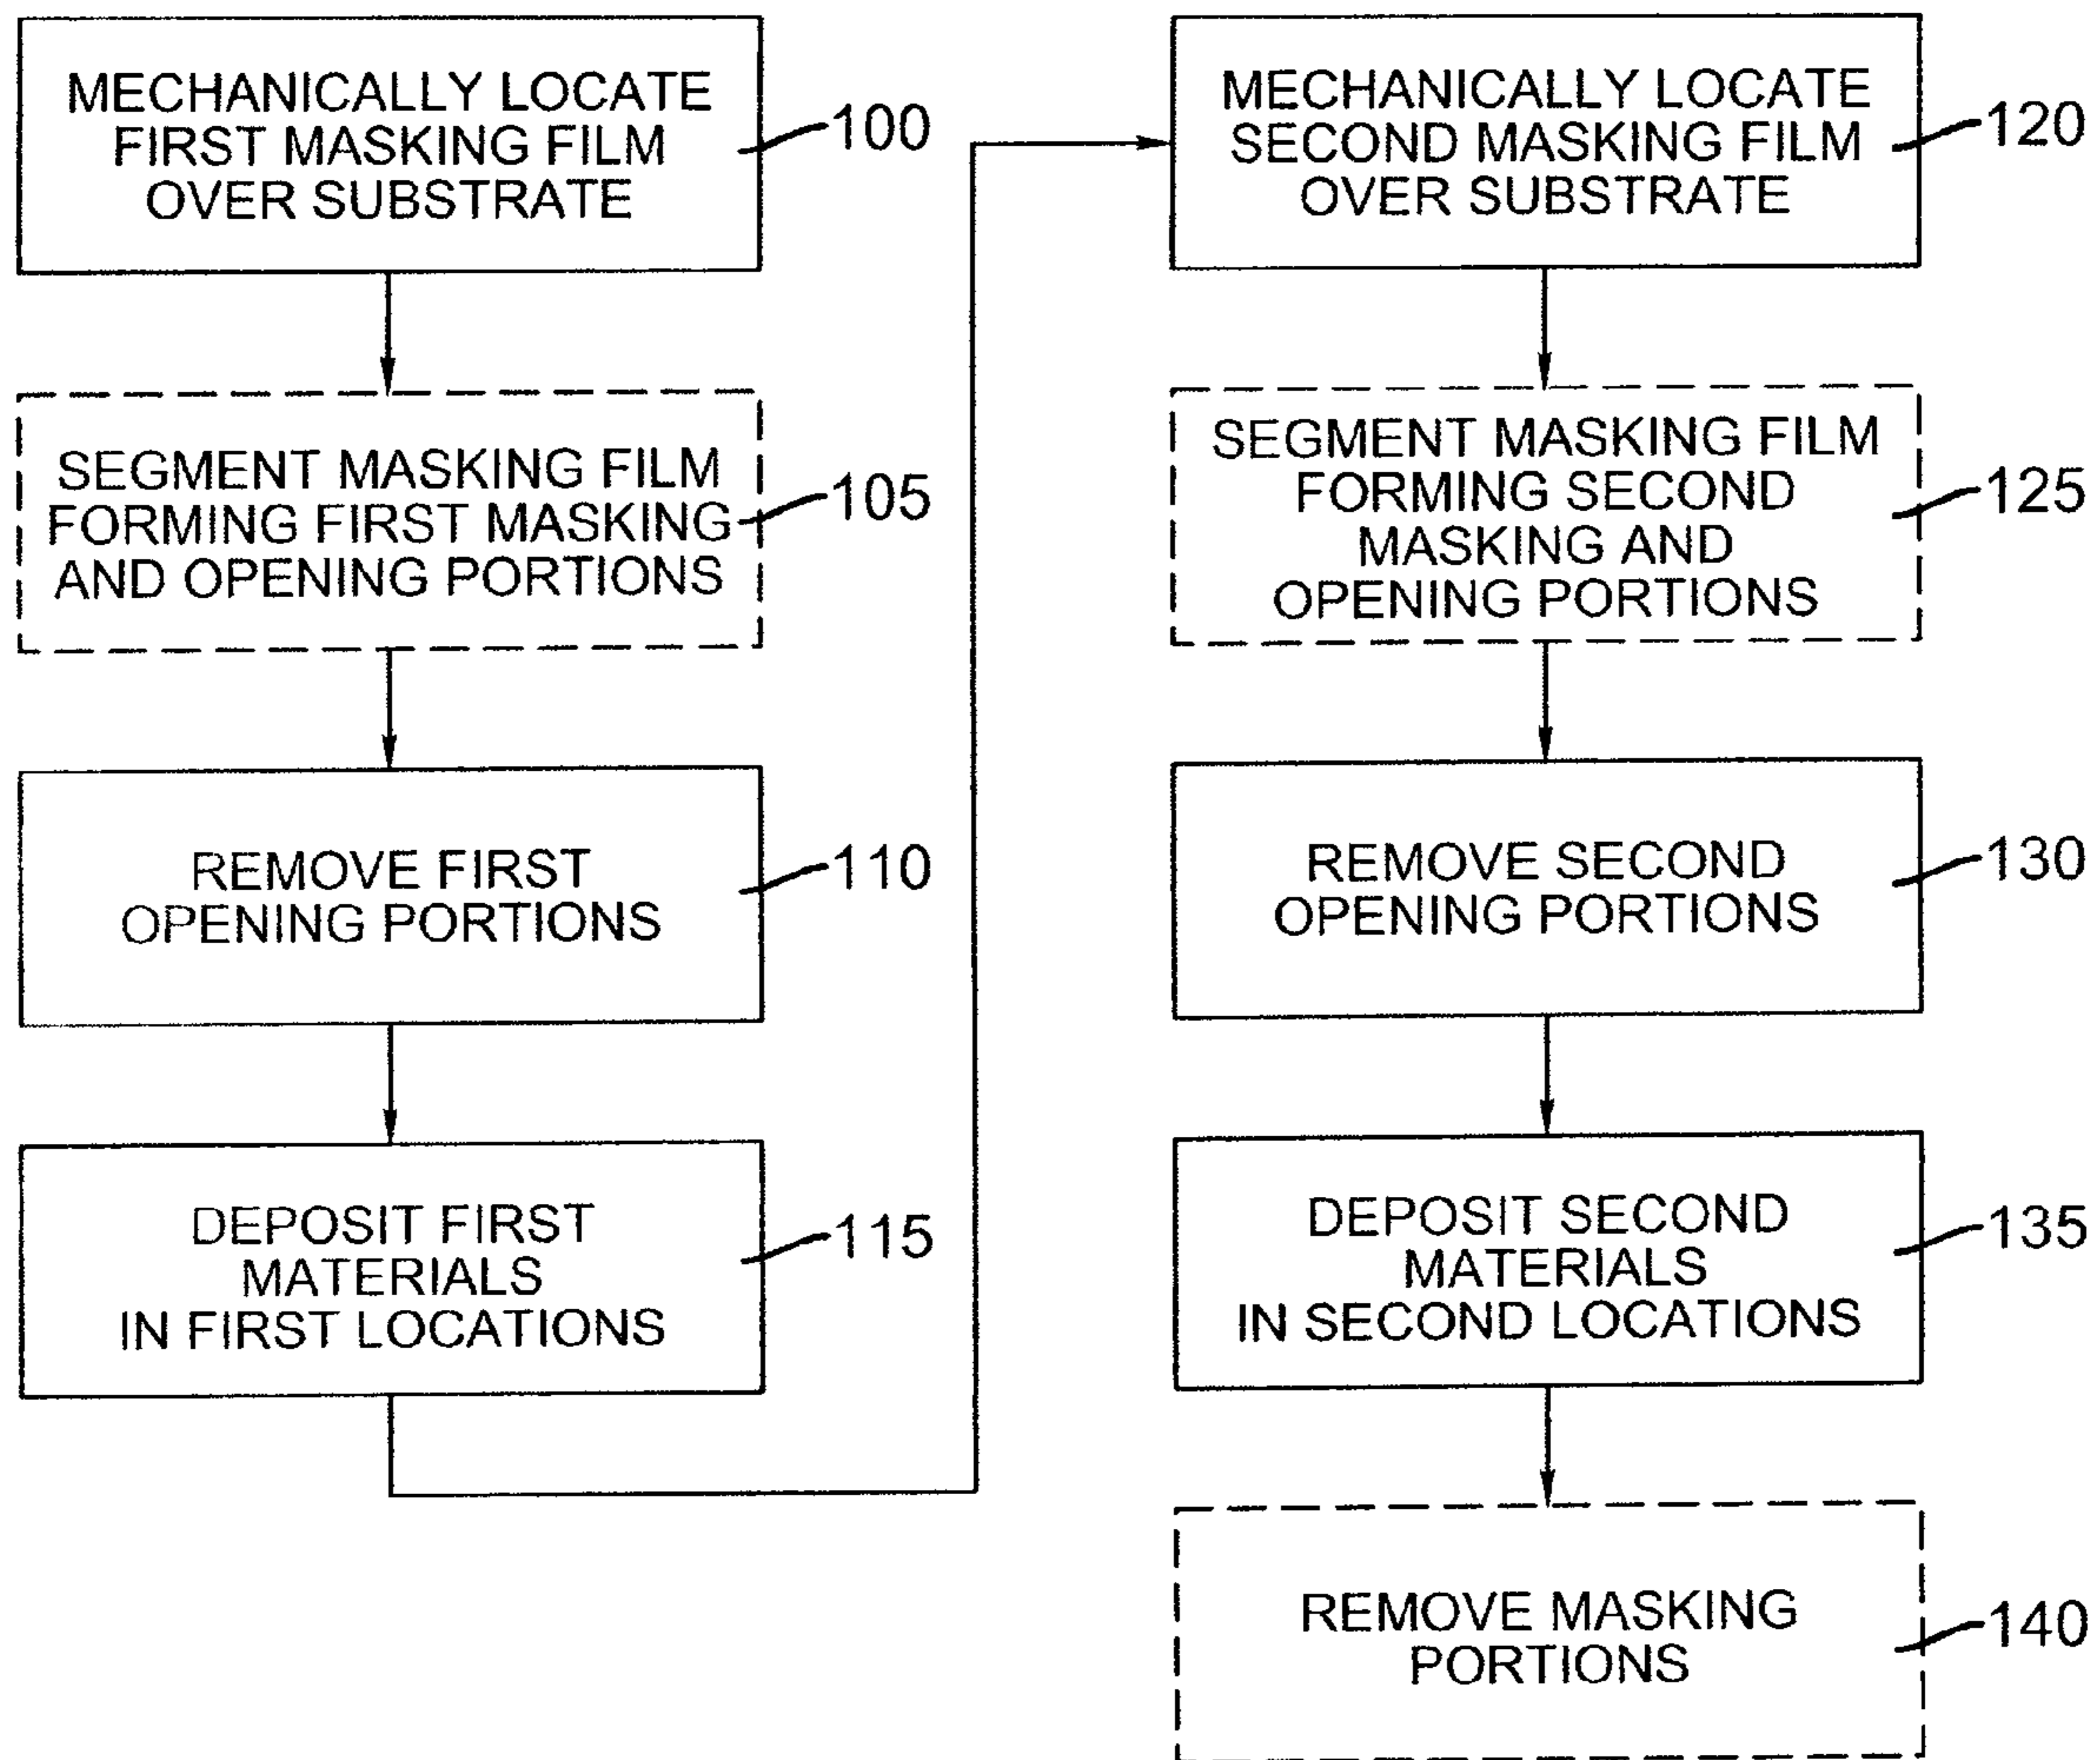 MECHANICALLY LOCATE
FIRST MASKING FILM
OVER SUBSTRATE
100
SEGMENT MASKING FILM
FORMING FIRST MASKING
AND OPENING PORTIONS
105
REMOVE FIRST
OPENING PORTIONS
110
DEPOSIT FIRST
MATERIALS
IN FIRST LOCATIONS
115
MECHANICALLY LOCATE
SECOND MASKING FILM
OVER SUBSTRATE
120
SEGMENT MASKING FILM
FORMING SECOND
MASKING AND
OPENING PORTIONS
125
REMOVE SECOND
OPENING PORTIONS
130
DEPOSIT SECOND
MATERIALS
IN SECOND LOCATIONS
135
REMOVE MASKING
PORTIONS
140